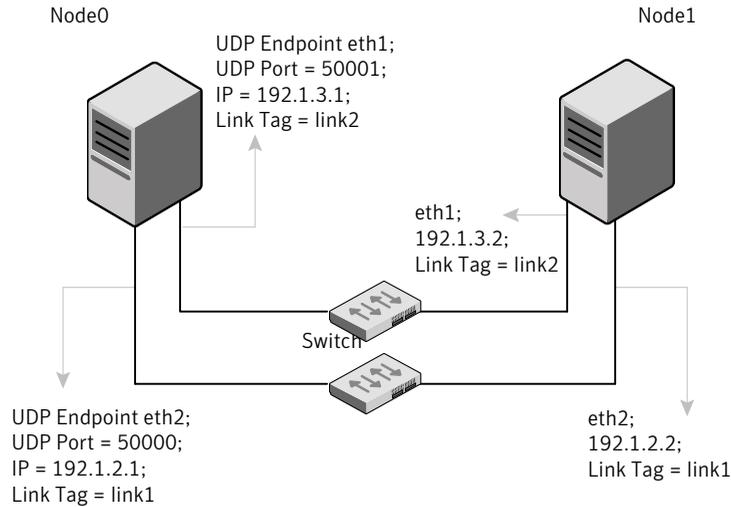 Node0
Node1
UDP Endpoint eth1;
UDP Port = 50001;
IP = 192.1.3.1;
Link Tag = link2
eth1;
192.1.3.2;
Link Tag = link2
Switch
UDP Endpoint eth2;
UDP Port = 50000;
IP = 192.1.2.1;
Link Tag = link1
eth2;
192.1.2.2;
Link Tag = link1